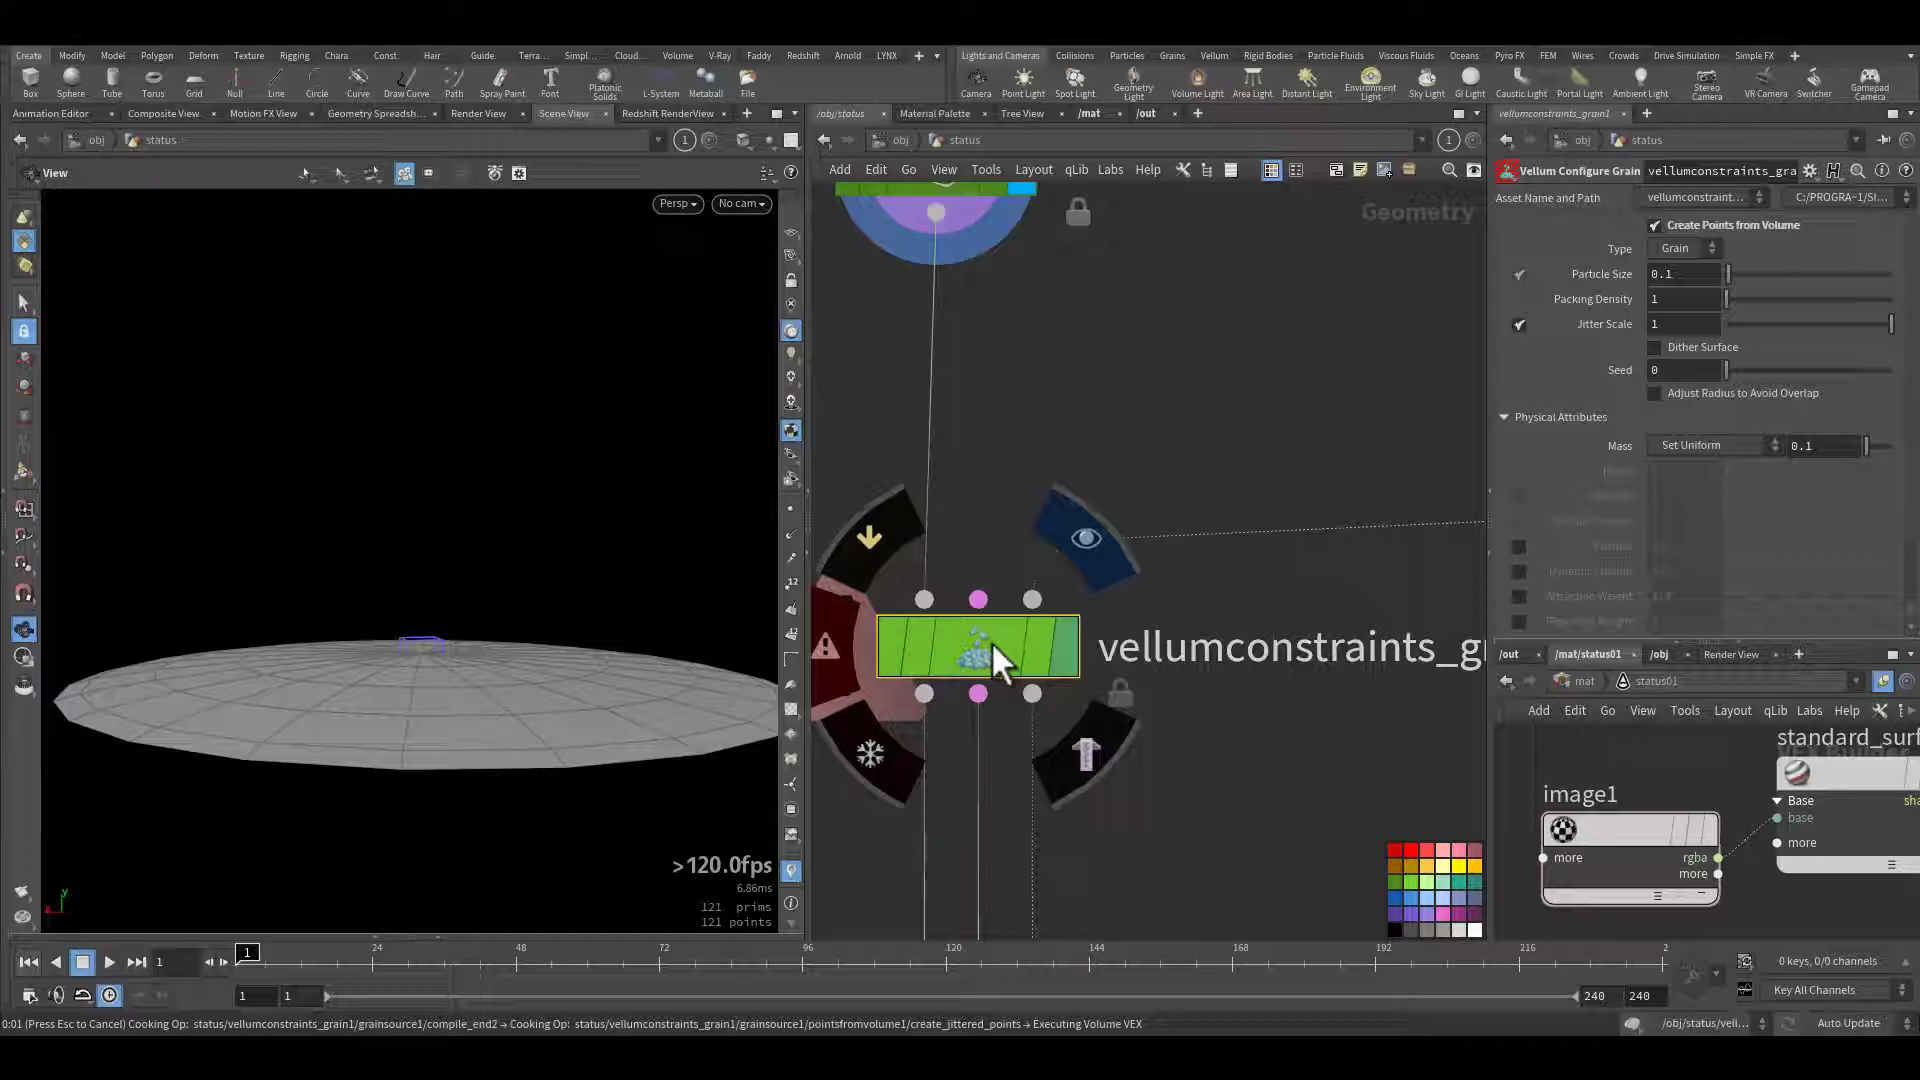 Create Modify Model Polygon Deform Texture Rigging Chara... Const... Hair Guide... Terra... Simpl... Cloud... Volume V-Ray Faddy Redshift Arnold LYNX
Lights and Cameras Collisions Particles Grains Vellum Rigid Bodies Particle Fluids Viscous Fluids Oceans Pyro FX FEM Wires Crowds Drive Simulation Simple FX
Box Sphere Tube Torus Grid Null Line Circle Curve Draw Curve Path Spray Paint Font Platonic Solids L-System Metaball File
Camera Point Light Spot Light Geometry Light Volume Light Area Light Distant Light Environment Light Sky Light GI Light Caustic Light Portal Light Ambient Light Stereo Camera VR Camera Switcher Gamepad Camera
Animation Editor Composite View Motion FX View Geometry Spreadsh... Render View Scene View Redshift RenderView
/obj/status Material Palette Tree View /mat /out
vellumconstraints_grain1
obj status 1
obj status 1
obj status
View
Add Edit Go View Tools Layout qLib Labs Help
Vellum Configure Grain vellumconstraints_gra
Asset Name and Path vellumconstraint... C:/PROGRA~1/SI...
Persp No cam
Geometry
Create Points from Volume
Type Grain
Particle Size 0.1
Packing Density 1
Jitter Scale 1
Dither Surface
Seed 0
Adjust Radius to Avoid Overlap
Physical Attributes
Mass Set Uniform 0.1
vellumconstraints_gr
/out /mat/status01 /obj Render View
mat status01
Add Edit Go View Tools Layout qLib Labs Help
standard_surf
image1
Base
base
more
more
rgba
more
12
12
>120.0fps
6.86ms
121 prims
121 points
y
x
1 1 24 48 72 96 120 144 168 192 216 2
1 1 240 240
0 keys, 0/0 channels
Key All Channels
0:01 (Press Esc to Cancel) Cooking Op: status/vellumconstraints_grain1/grainsource1/compile_end2 → Cooking Op: status/vellumconstraints_grain1/grainsource1/pointsfromvolume1/create_jittered_points → Executing Volume VEX
/obj/status/vell... Auto Update